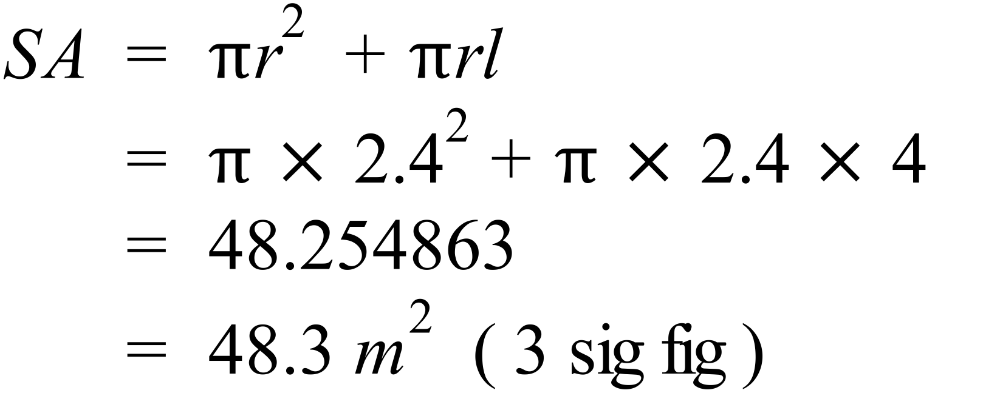 SA = πr² + πrl
= π × 2.4² + π × 2.4 × 4
= 48.254863
= 48.3 m² ( 3 sig fig )